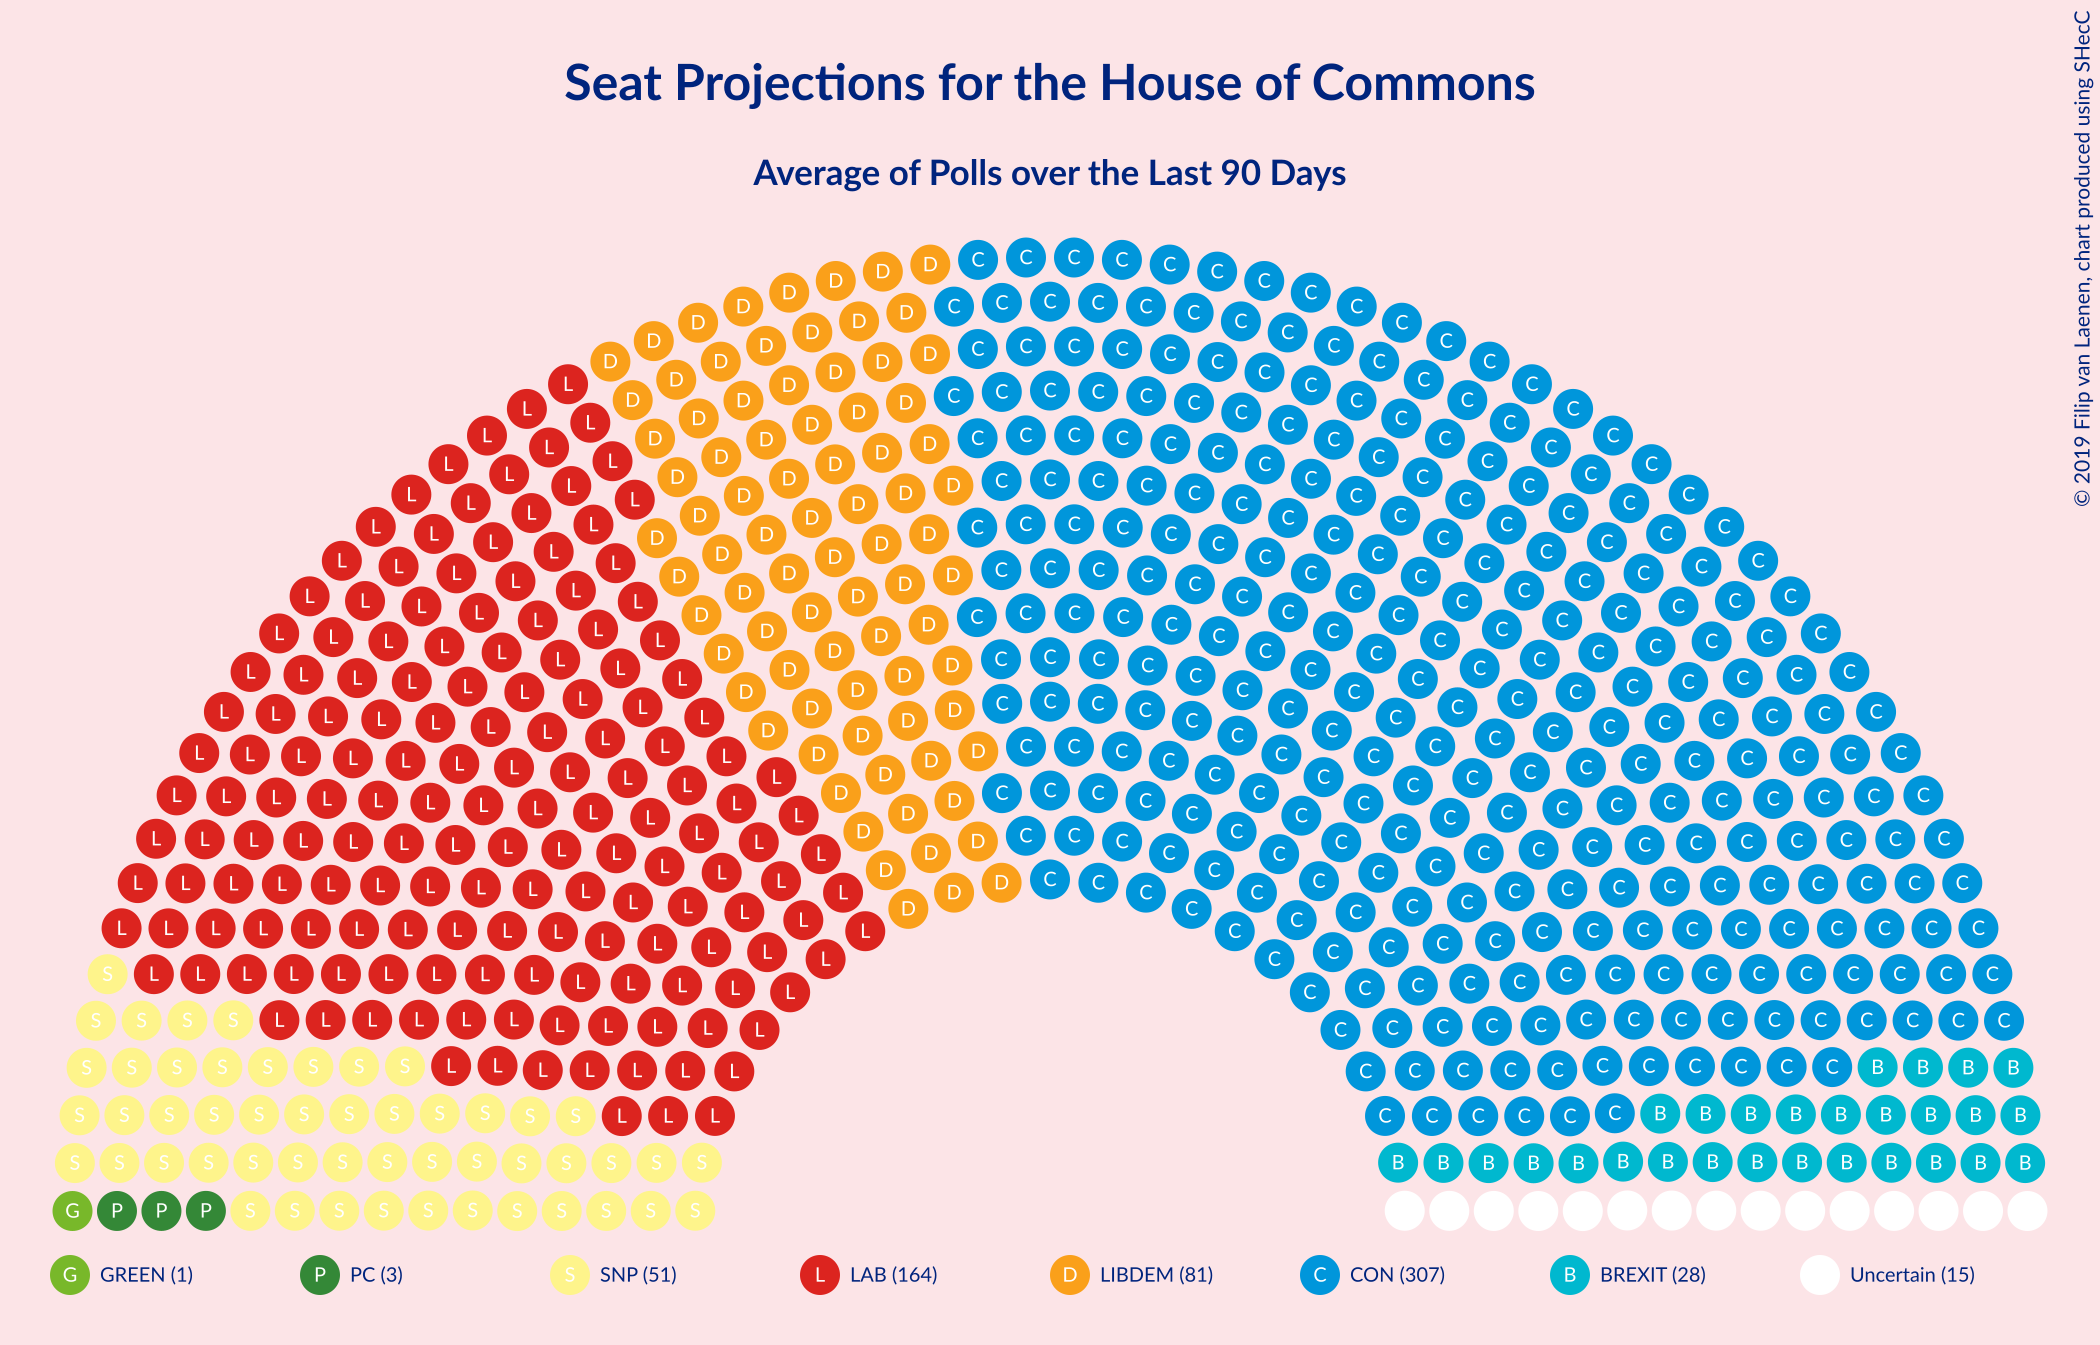 Seat Projections for the House of Commons
Average of Polls over the Last 90 Days
© 2019 Filip van Laenen, chart produced using SHecC
G GREEN (1)
P PC (3)
S SNP (51)
L LAB (164)
D LIBDEM (81)
C CON (307)
B BREXIT (28)
Uncertain (15)